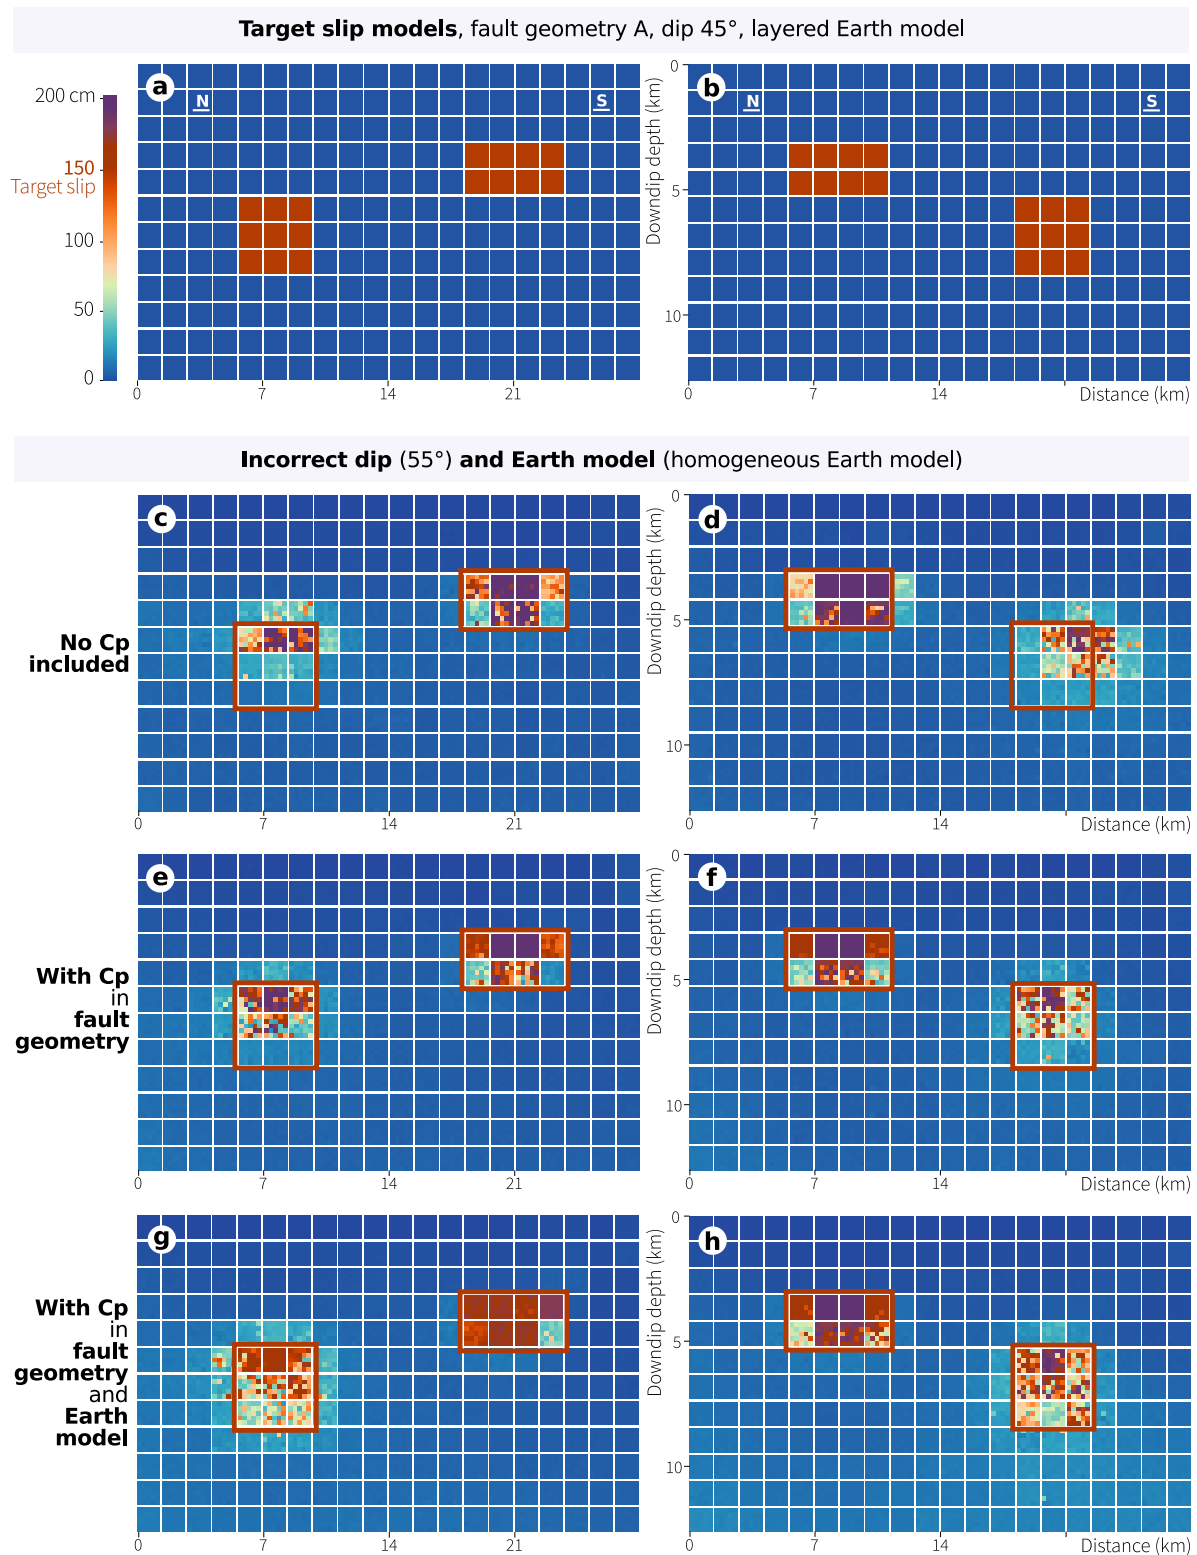 Target slip models, fault geometry A, dip 45°, layered Earth model
200 cm
150
Target slip
100
50
0
a
N
S
0
7
14
21
b
N
S
Downdip depth (km)
0
5
10
0
7
14
Distance (km)
Incorrect dip (55°) and Earth model (homogeneous Earth model)
No Cp
included
c
0
7
14
21
d
Downdip depth (km)
0
5
10
0
7
14
Distance (km)
With Cp
in
fault
geometry
e
0
7
14
21
f
Downdip depth (km)
0
5
10
0
7
14
Distance (km)
With Cp
in
fault
geometry
and
Earth
model
g
0
7
14
21
h
Downdip depth (km)
0
5
10
0
7
14
Distance (km)